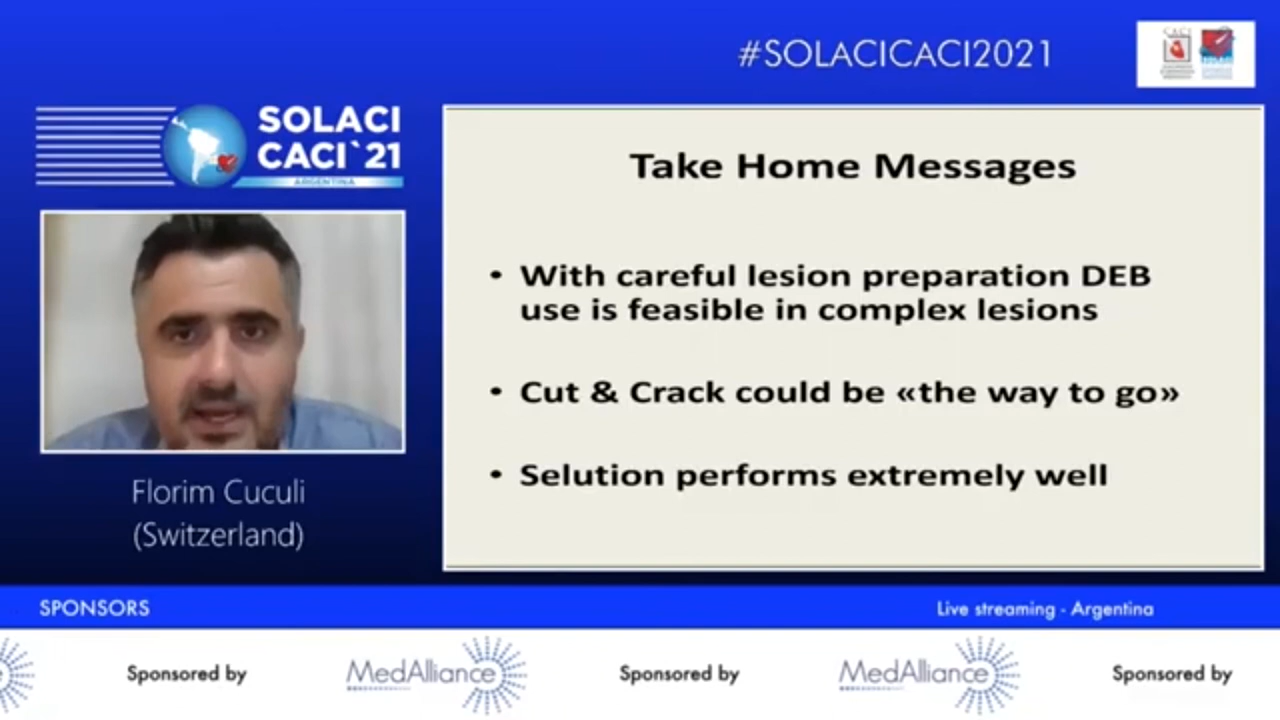 #SOLACICACI2021
CACI
SOLACI
CACI`21
ARGENTINA
Take Home Messages
• With careful lesion preparation DEB
use is feasible in complex lesions
• Cut & Crack could be «the way to go»
• Selution performs extremely well
Florim Cuculi
(Switzerland)
SPONSORS
Live streaming - Argentina
Sponsored by
MedAlliance
Sponsored by
MedAlliance
Sponsored by